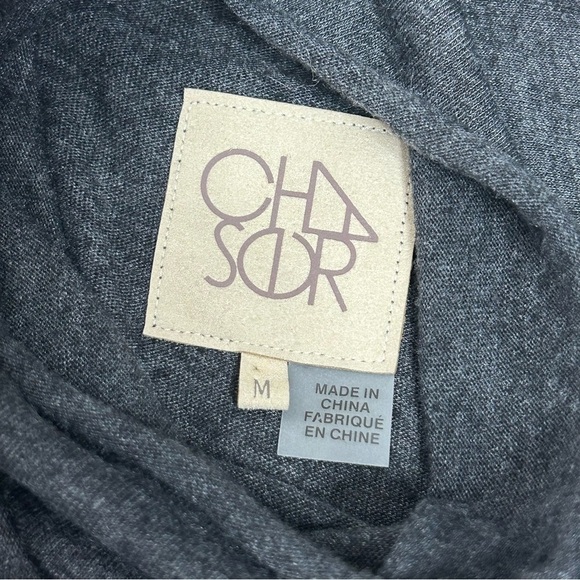 CHA
SER
M
MADE IN
CHINA
FABRIQUÉ
EN CHINE